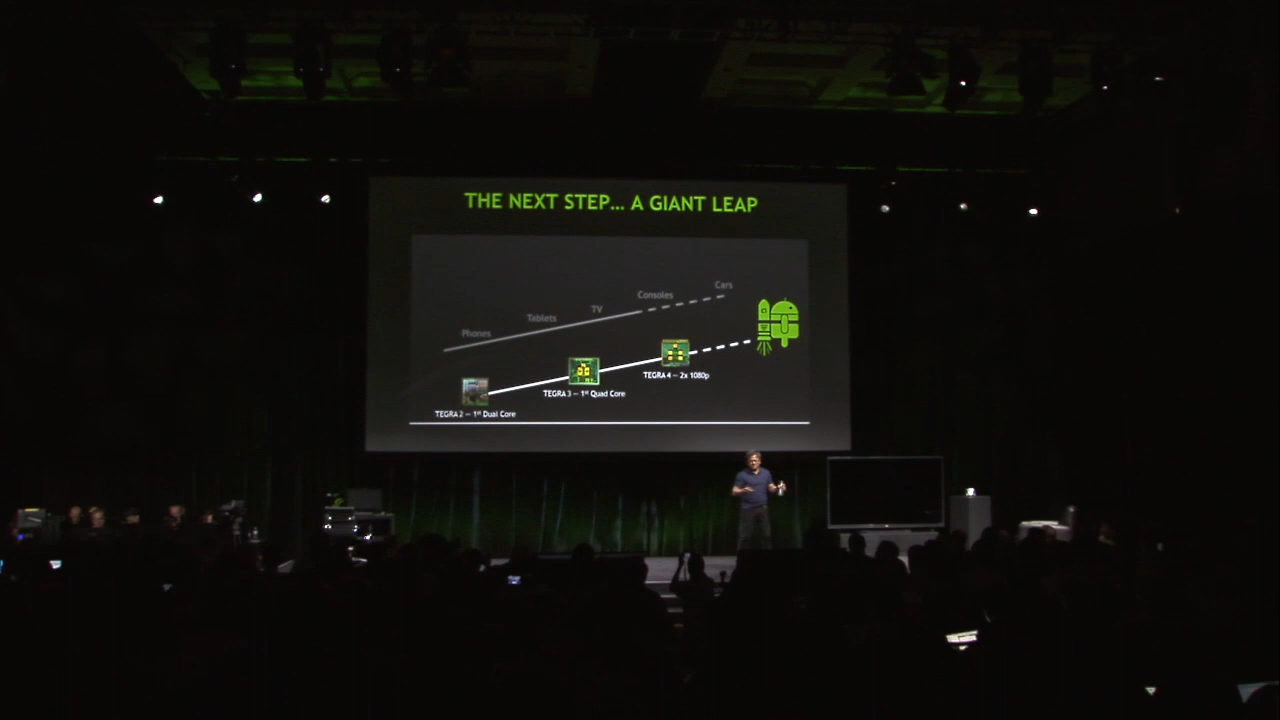 THE NEXT STEP... A GIANT LEAP
Cars
Consoles
TV
Tablets
Phones
TEGRA 4 – 2x 1080p
TEGRA 3 – 1st Quad Core
TEGRA 2 – 1st Dual Core